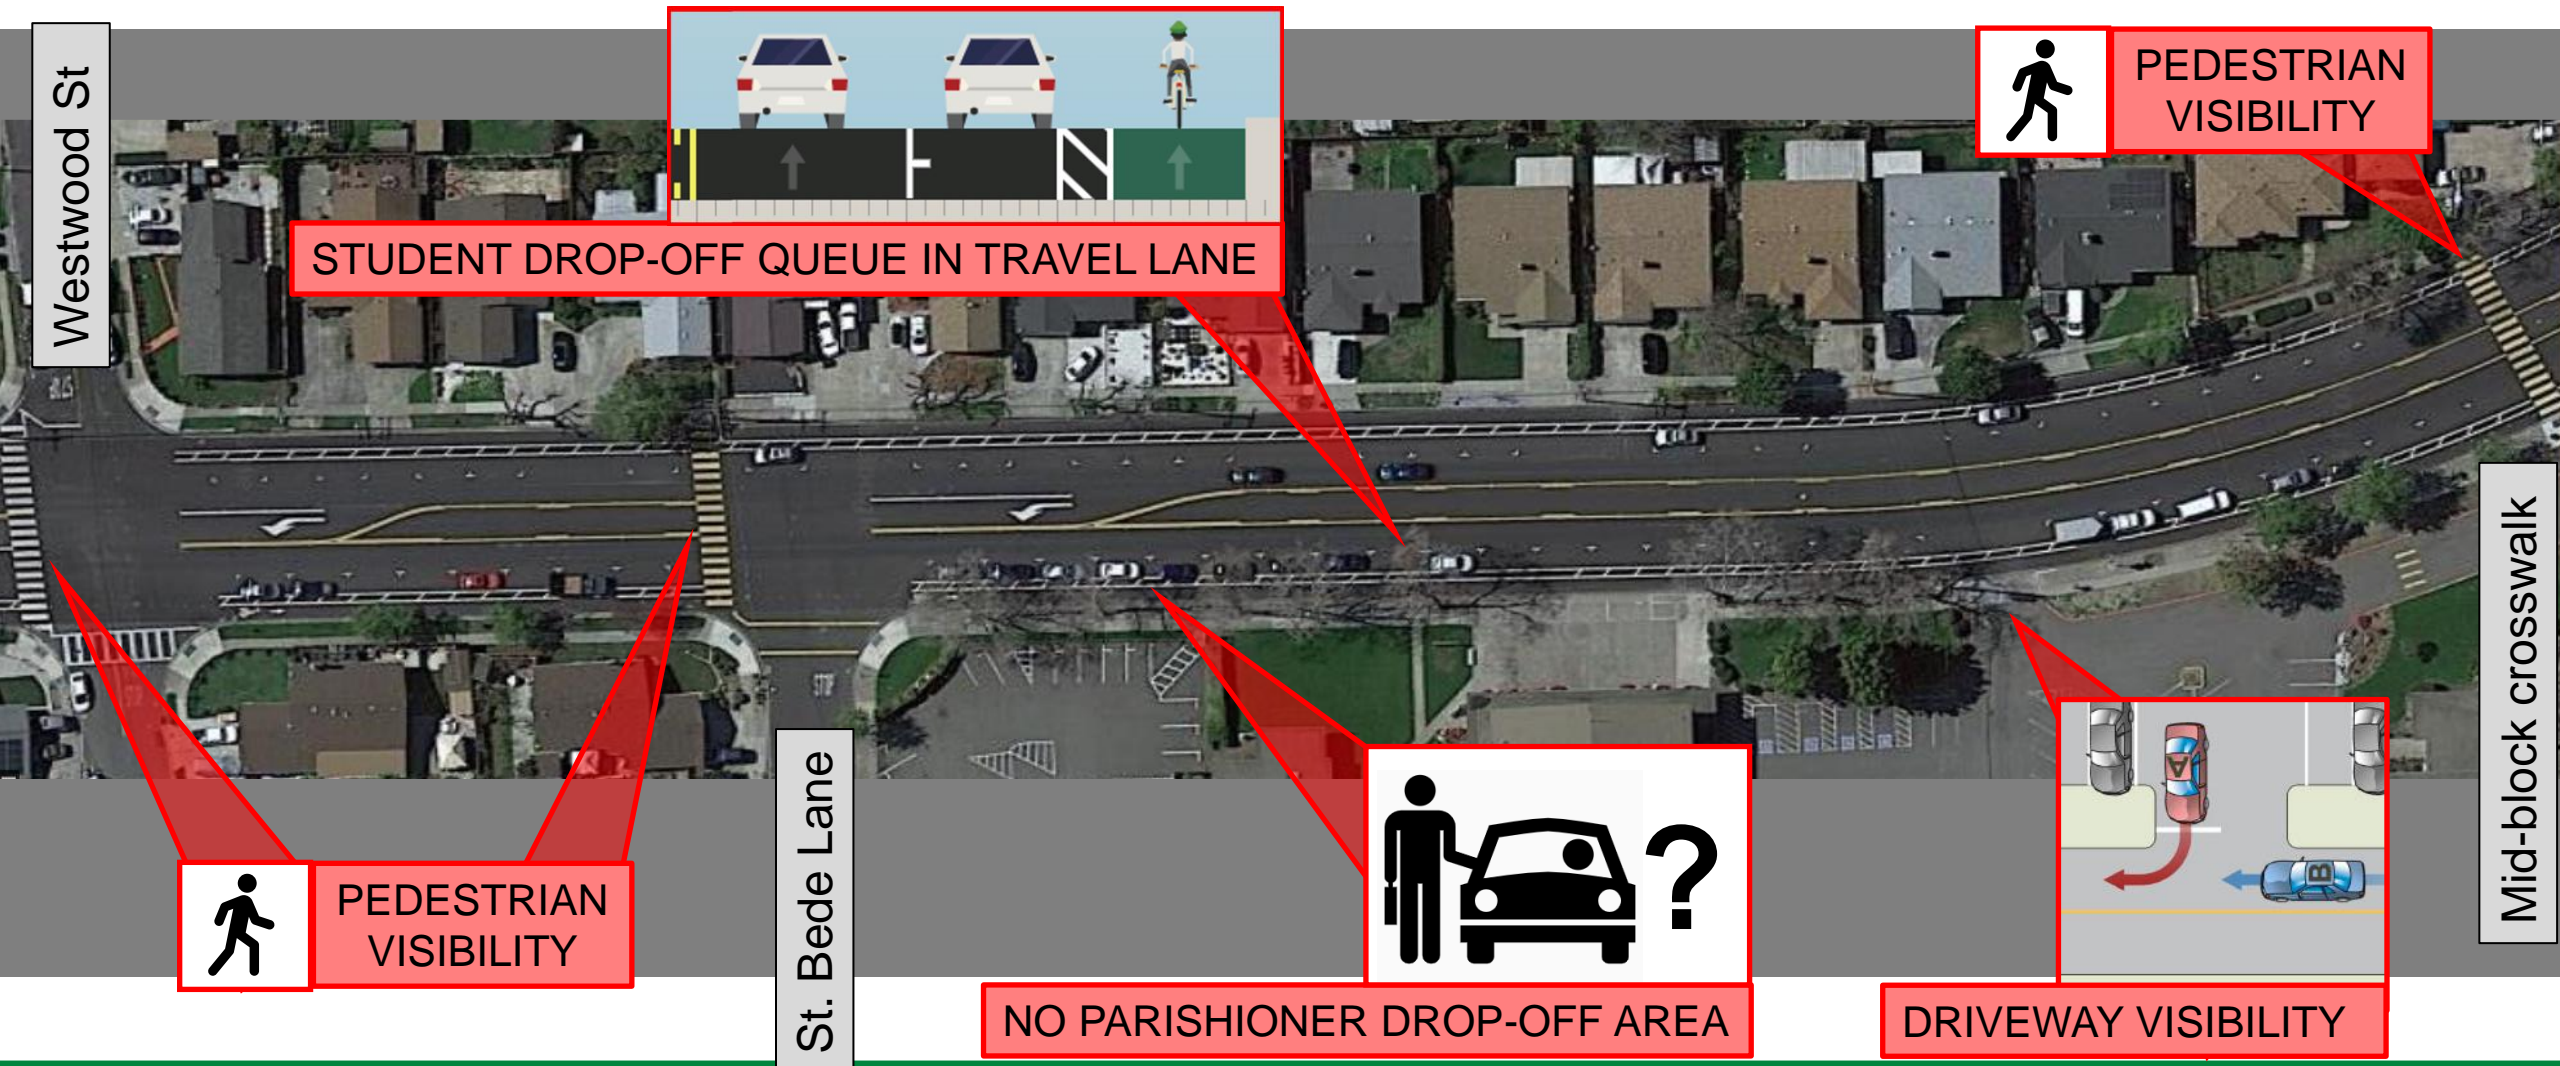 Westwood St
STUDENT DROP-OFF QUEUE IN TRAVEL LANE
PEDESTRIAN
VISIBILITY
Mid-block crosswalk
PEDESTRIAN
VISIBILITY
St. Bede Lane
?
NO PARISHIONER DROP-OFF AREA
A
B
DRIVEWAY VISIBILITY
STOP